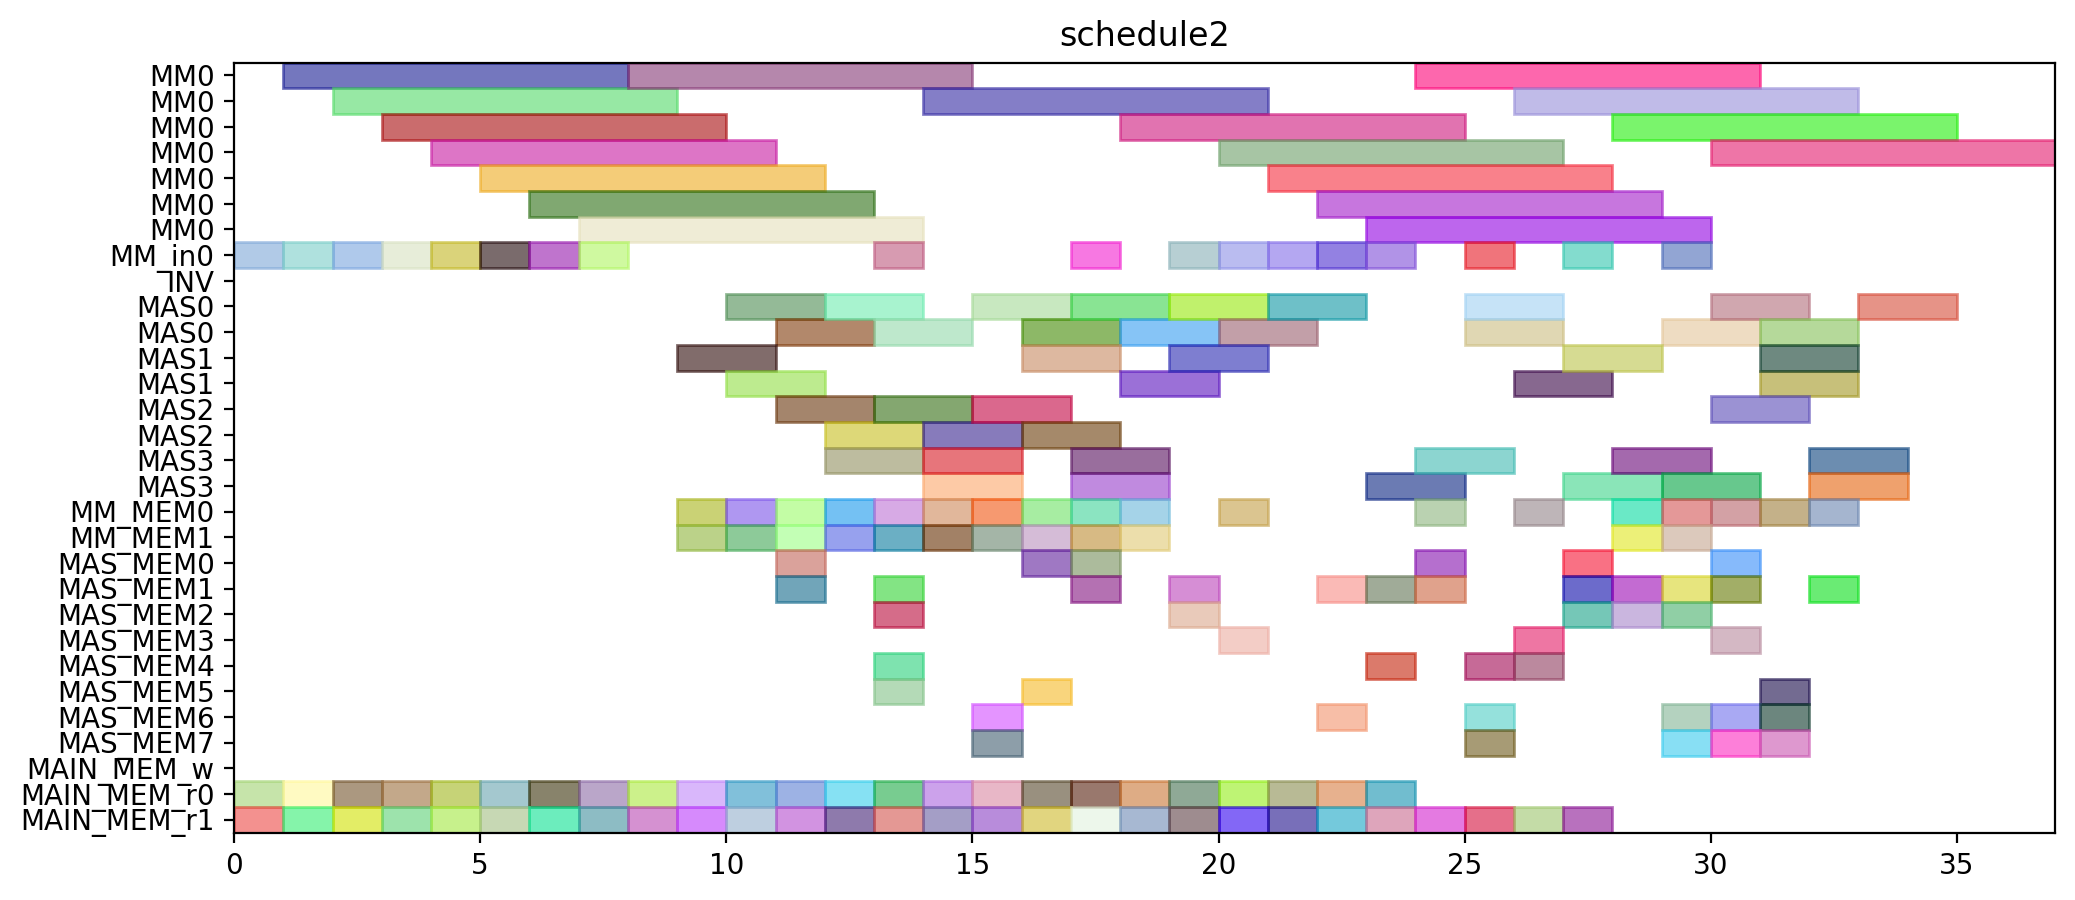 schedule2
MM0
MM0
MM0
MM0
MM0
MM0
MM0
MM_in0
INV
MAS0
MAS0
MAS1
MAS1
MAS2
MAS2
MAS3
MAS3
MM_MEM0
MM_MEM1
MAS_MEM0
MAS_MEM1
MAS_MEM2
MAS_MEM3
MAS_MEM4
MAS_MEM5
MAS_MEM6
MAS_MEM7
MAIN_MEM_w
MAIN_MEM_r0
MAIN_MEM_r1
0 5 10 15 20 25 30 35